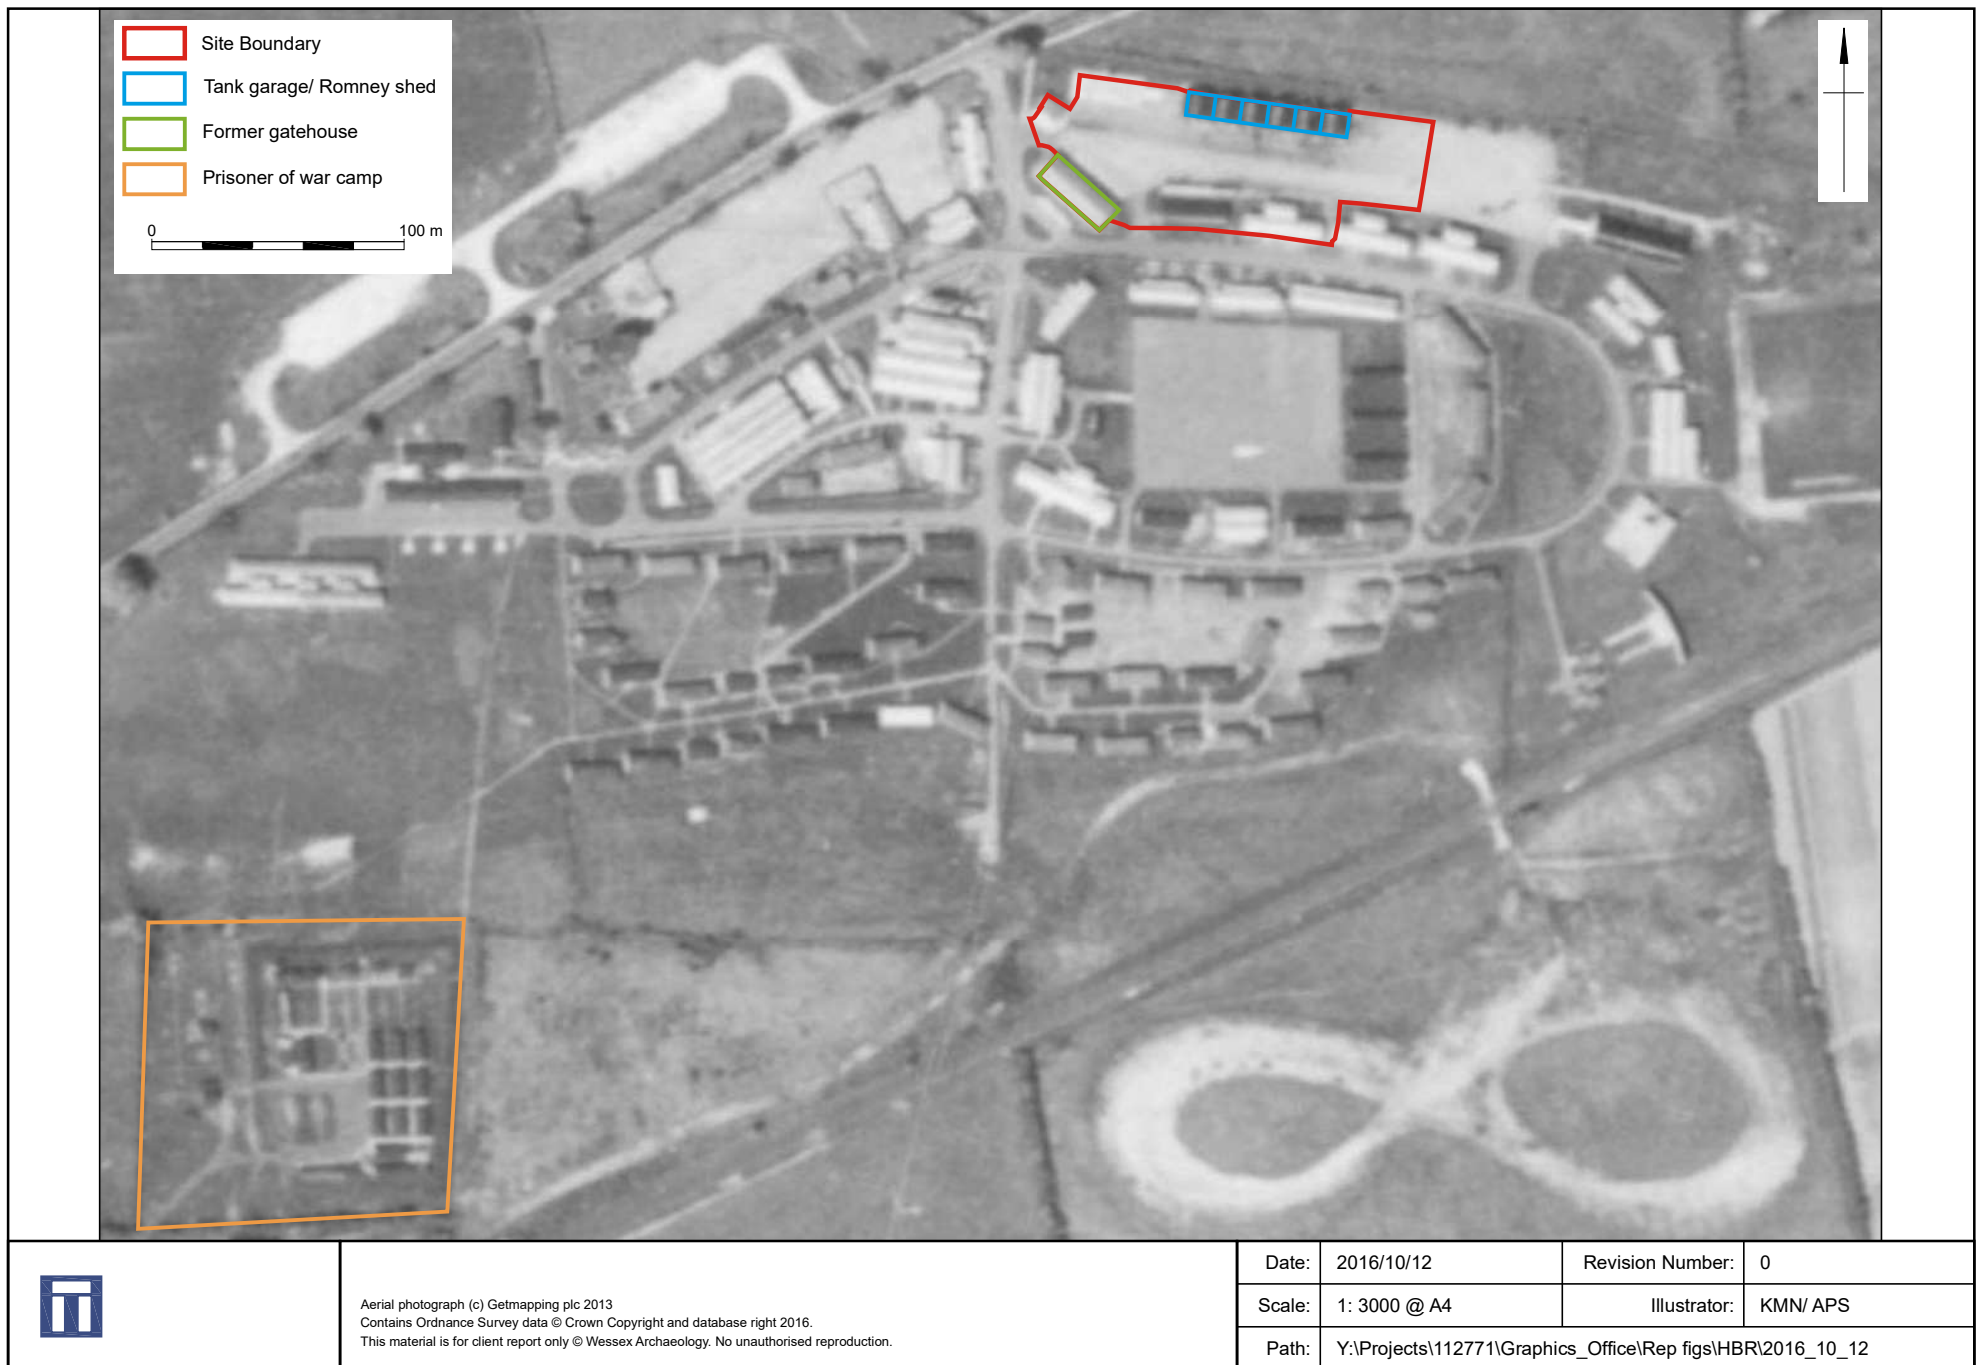 Site Boundary
Tank garage/ Romney shed
Former gatehouse
Prisoner of war camp
0 100 m
Aerial photograph (c) Getmapping plc 2013
Contains Ordnance Survey data © Crown Copyright and database right 2016.
This material is for client report only © Wessex Archaeology. No unauthorised reproduction.
Date: 2016/10/12 Revision Number: 0
Scale: 1: 3000 @ A4 Illustrator: KMN/ APS
Path: Y:\Projects\112771\Graphics_Office\Rep figs\HBR\2016_10_12